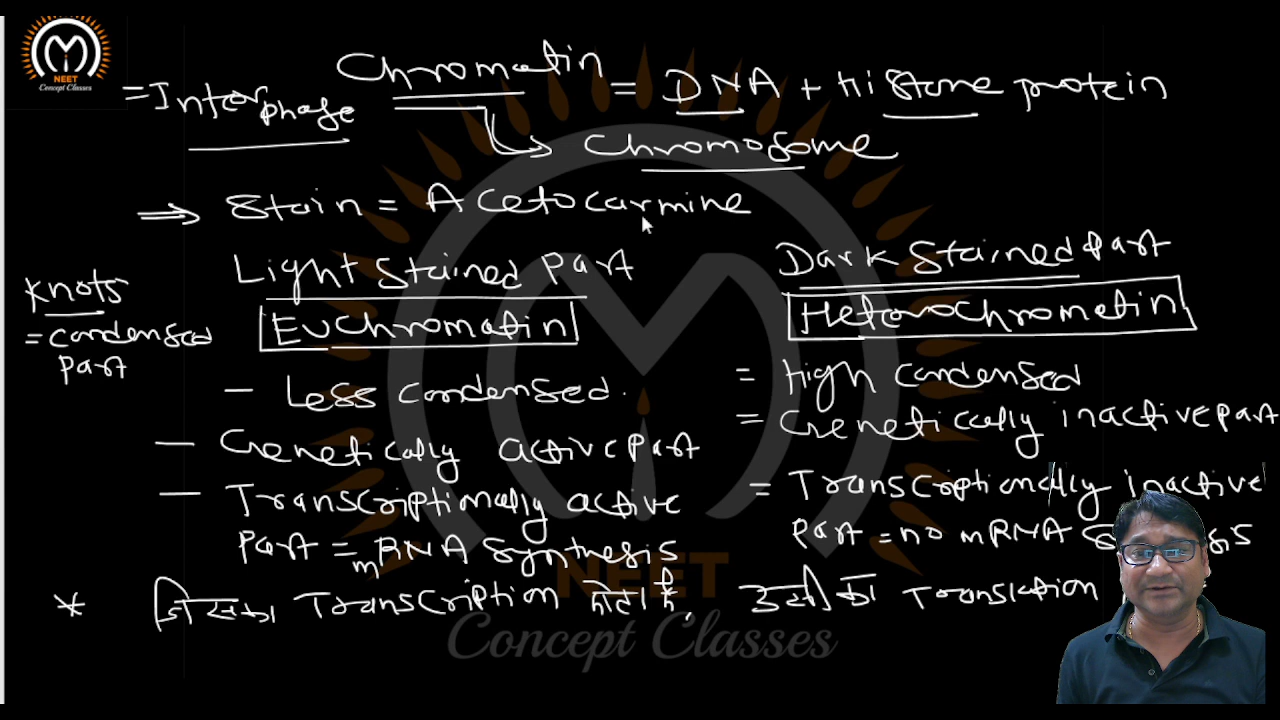 NEET
Concept Classes
= Interphase
Chromatin = DNA + Histone protein
Chromosome
⇒ Stain = Acetocarmine
Light Stained Part
Dark Stained Part
Knots
= condensed
Part
Euchromatin
Heterochromatin
– Less condensed.
= High condensed
– Genetically active part
= Genetically inactive part
– Transcriptionally active
Part = mRNA Synthesis
= Transcriptionally inactive
Part = no mRNA
* जिसका Transcription होता है, उसी का Translation
NEET
Concept Classes